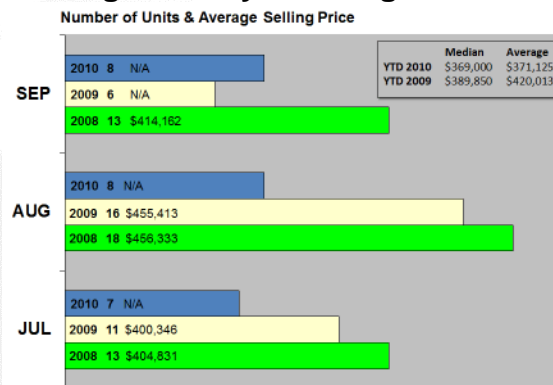 Number of Units & Average Selling Price
Median Average
YTD 2010 $369,000 $371,125
YTD 2009 $389,850 $420,013
SEP
2010 8 N/A
2009 6 N/A
2008 13 $414,162
AUG
2010 8 N/A
2009 16 $455,413
2008 18 $456,333
JUL
2010 7 N/A
2009 11 $400,346
2008 13 $404,831